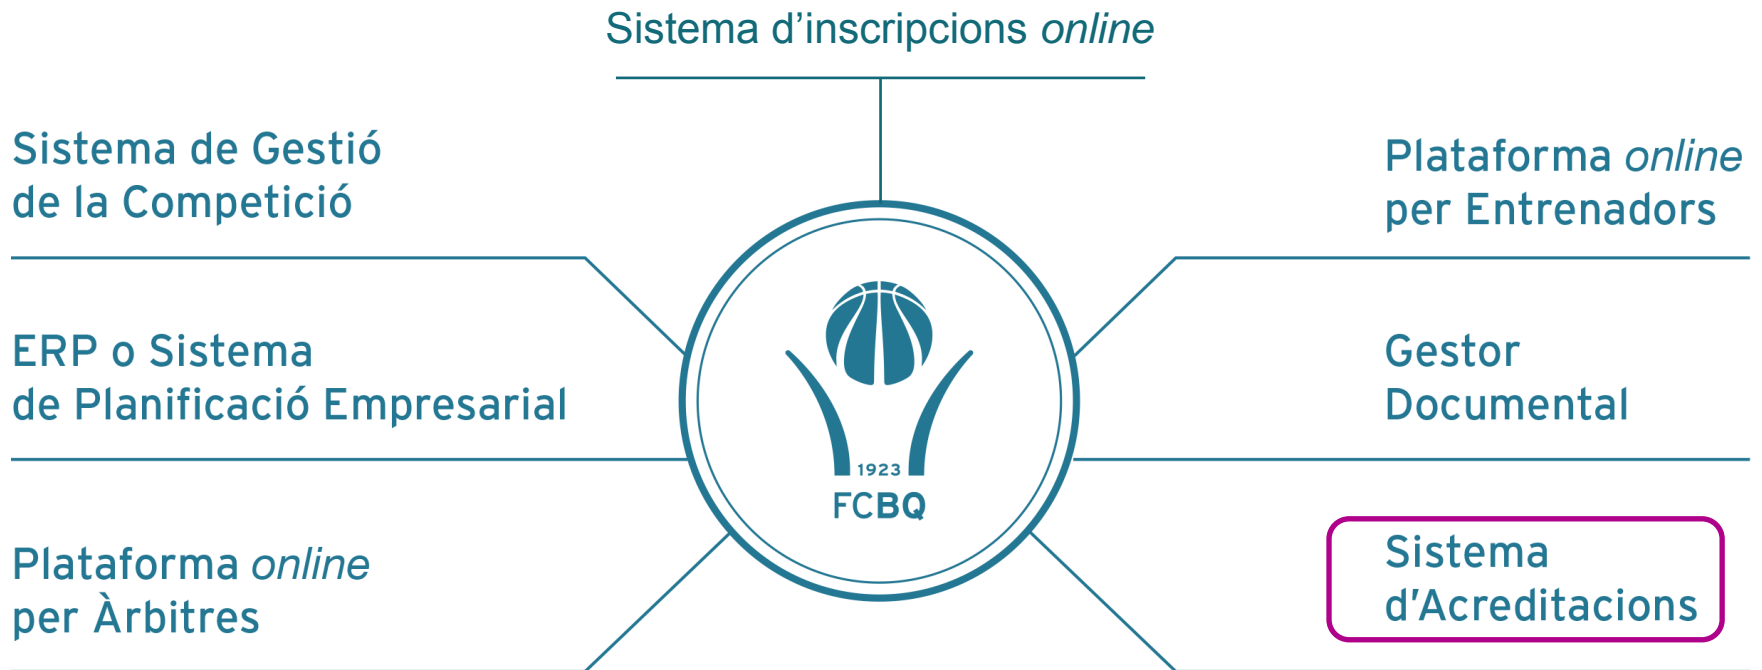 Sistema d’inscripcions online
Sistema de Gestió
de la Competició
Plataforma online
per Entrenadors
ERP o Sistema
de Planificació Empresarial
Gestor
Documental
1923
FCBQ
Plataforma online
per Àrbitres
Sistema
d’Acreditacions